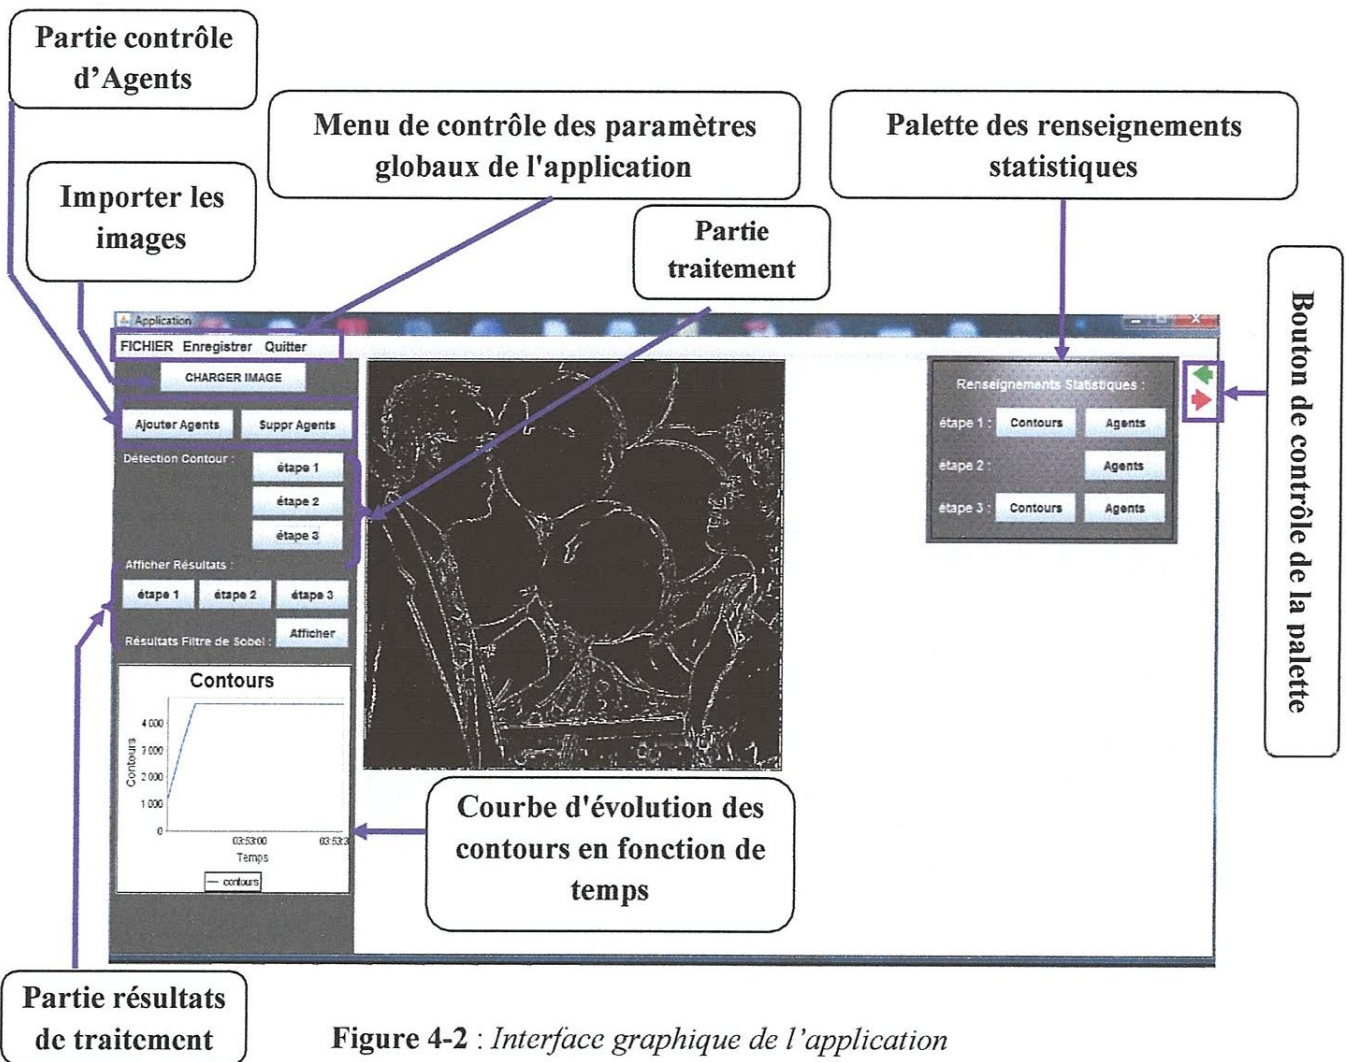 Partie contrôle
d'Agents
Menu de contrôle des paramètres
globaux de l'application
Palette des renseignements
statistiques
Importer les
images
Partie
traitement
Bouton de contrôle de la palette
Application
FICHIER Enregistrer Quitter
CHARGER IMAGE
Ajouter Agents Suppr Agents
Détection Contour :
étape 1
étape 2
étape 3
Afficher Résultats :
étape 1 étape 2 étape 3
Résultats Filtre de Sobel : Afficher
Renseignements Statistiques :
étape 1 : Contours Agents
étape 2 : Agents
étape 3 : Contours Agents
Contours
Contours
4 000
3 000
2 000
1 000
0
03:53:00 03:53:3
Temps
contours
Courbe d'évolution des
contours en fonction de
temps
Partie résultats
de traitement
Figure 4-2 : Interface graphique de l'application